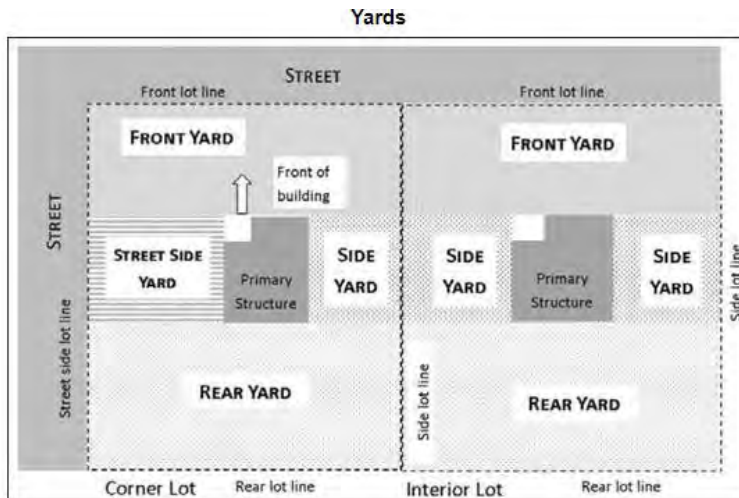 Yards
STREET
Front lot line
Front lot line
FRONT YARD
FRONT YARD
Front of
building
STREET
STREET SIDE
YARD
Primary
Structure
SIDE
YARD
SIDE
YARD
Primary
Structure
SIDE
YARD
Side lot line
Street side lot line
REAR YARD
Side lot line
REAR YARD
Corner Lot
Rear lot line
Interior Lot
Rear lot line